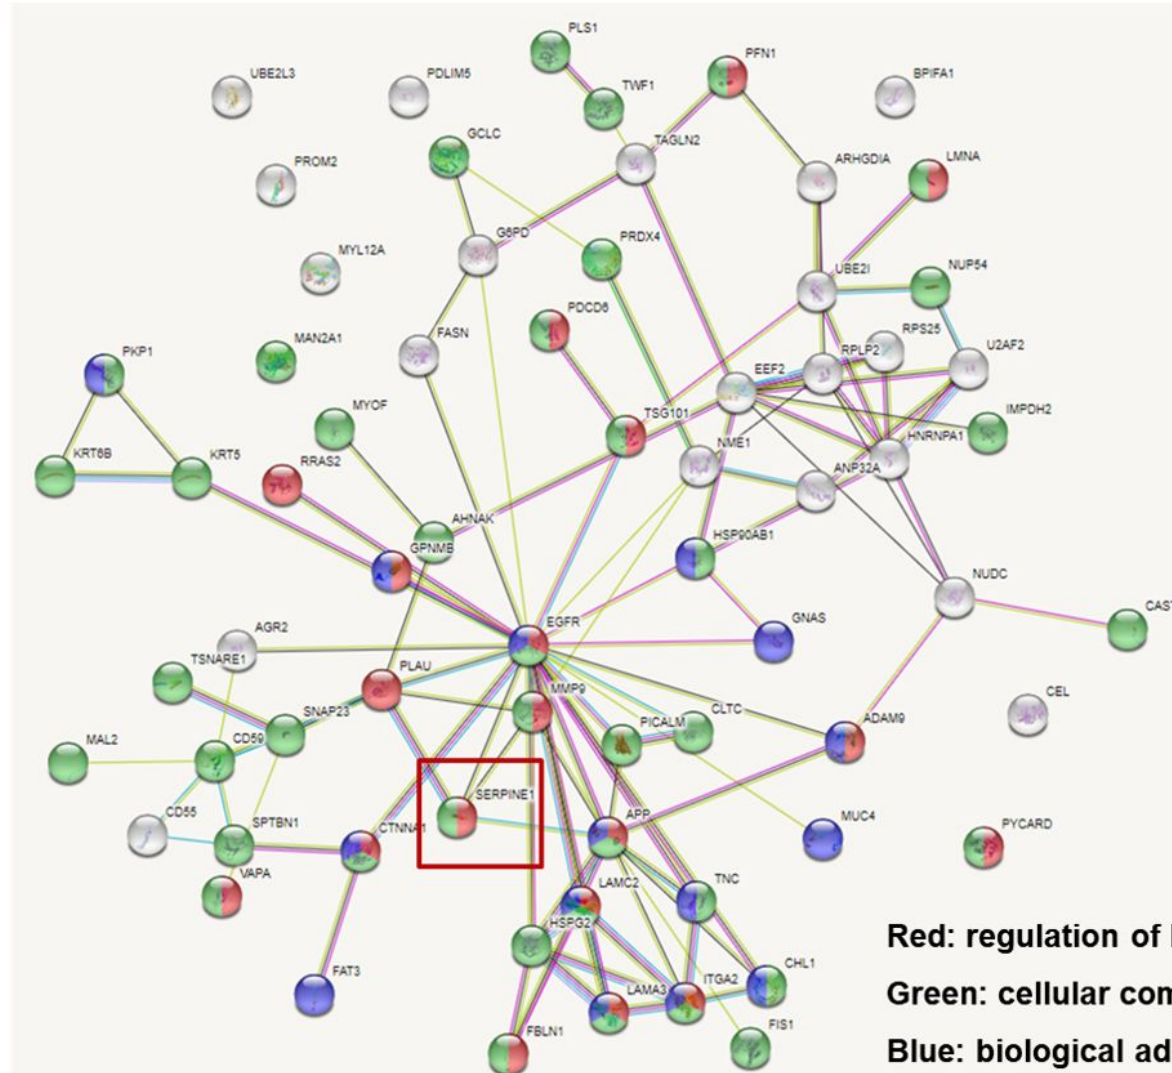 PLS1
PFN1
UBE2L3
PDLIM5
BPIFA1
TWF1
GCLC
TAGLN2
ARHGDIA
LMNA
PROM2
G6PD
PRDX4
MYL12A
UBE2I
NUP54
PDCD6
FASN
RPS25
MAN2A1
PKP1
EEF2
RPLP2
U2AF2
MYOF
TSG101
IMPDH2
NME1
HNRNPA1
KRT6B
KRT5
RRAS2
ANP32A
AHNAK
GPNMB
HSP90AB1
NUDC
CAST
AGR2
EGFR
GNAS
TSNARE1
PLAU
MMP9
CEL
SNAP23
PICALM
CLTC
ADAM9
MAL2
CD59
SERPINE1
CD55
SPTBN1
CTNNA1
APP
MUC4
PYCARD
VAPA
LAMC2
TNC
HSPG2
Red: regulation of
FAT3
LAMA3
ITGA2
CHL1
Green: cellular com
FBLN1
FIS1
Blue: biological ad